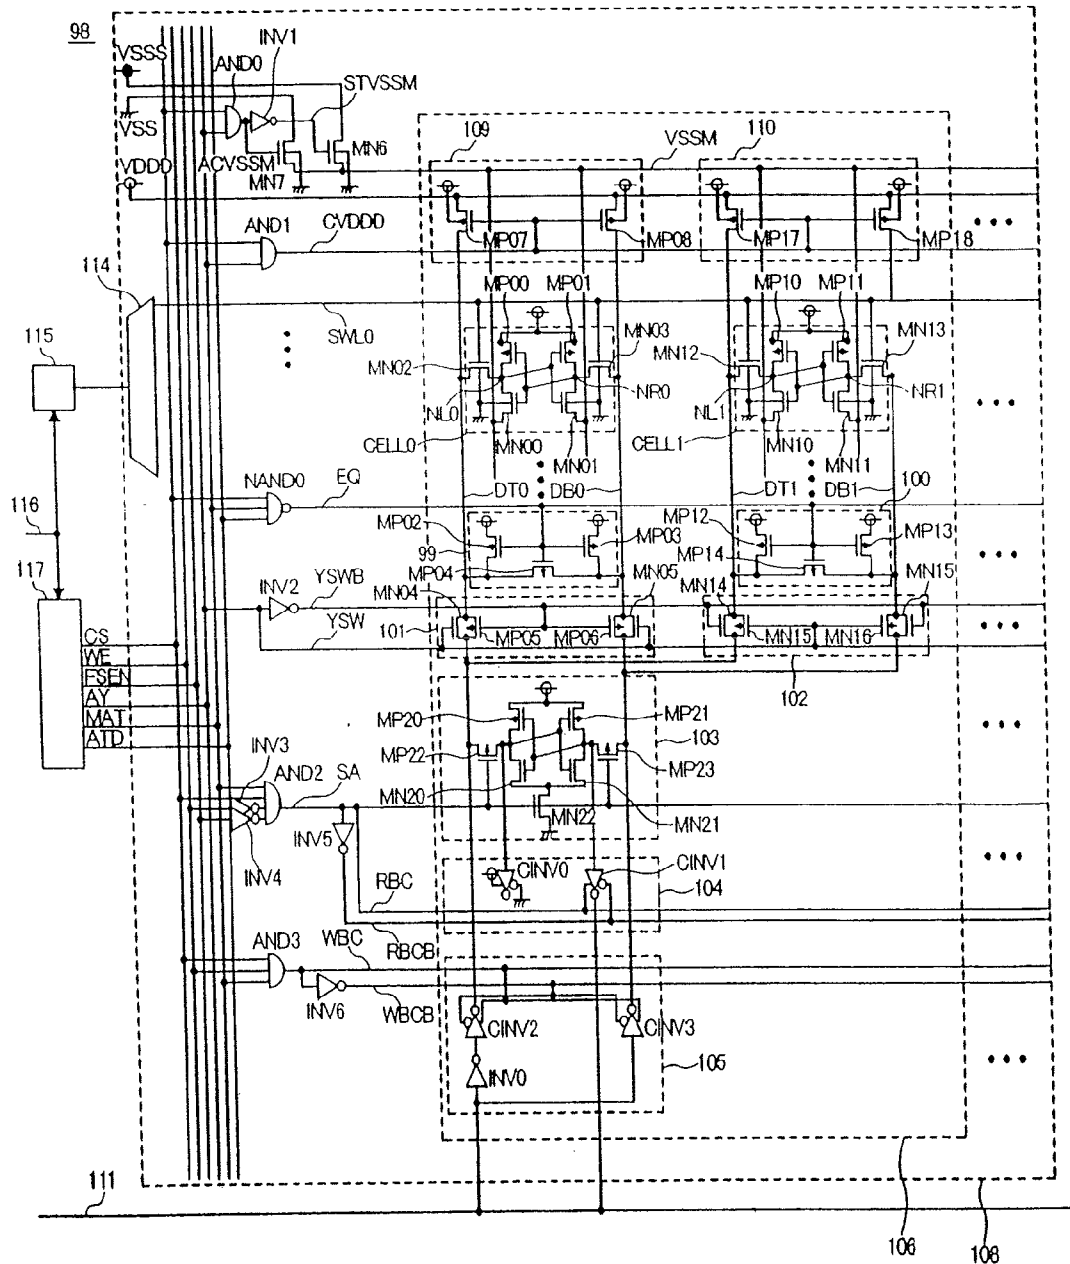 98
INV1
VSSS
AND0
STVSSM
VSS
VSSM
109
110
ACVSSM
MN6
MN7
VDDD
AND1
CVDDD
MP07
MP08
MP17
MP18
114
MP00
MP01
MP10
MP11
SWL0
115
MN03
MN13
MN02
MN12
NL0
NR0
NL1
NR1
CELL0
MN00
CELL1
MN10
MN01
MN11
NAND0
EQ
DT0
DB0
DT1
DB1
100
116
MP02
MP03
MP12
MP13
99
MP04
MP14
117
INV2
YSWB
MN04
MN05
MN14
MN15
YSW
101
MP05
MP06
MN15
MN16
102
CS
WE
FSEN
AY
MAT
ATD
MP20
MP21
103
INV3
AND2
SA
MP22
MP23
MN20
MN22
MN21
INV5
INV4
CINV0
CINV1
104
RBC
RBCB
AND3
WBC
INV6
WBCB
CINV2
CINV3
105
INV0
111
106
108